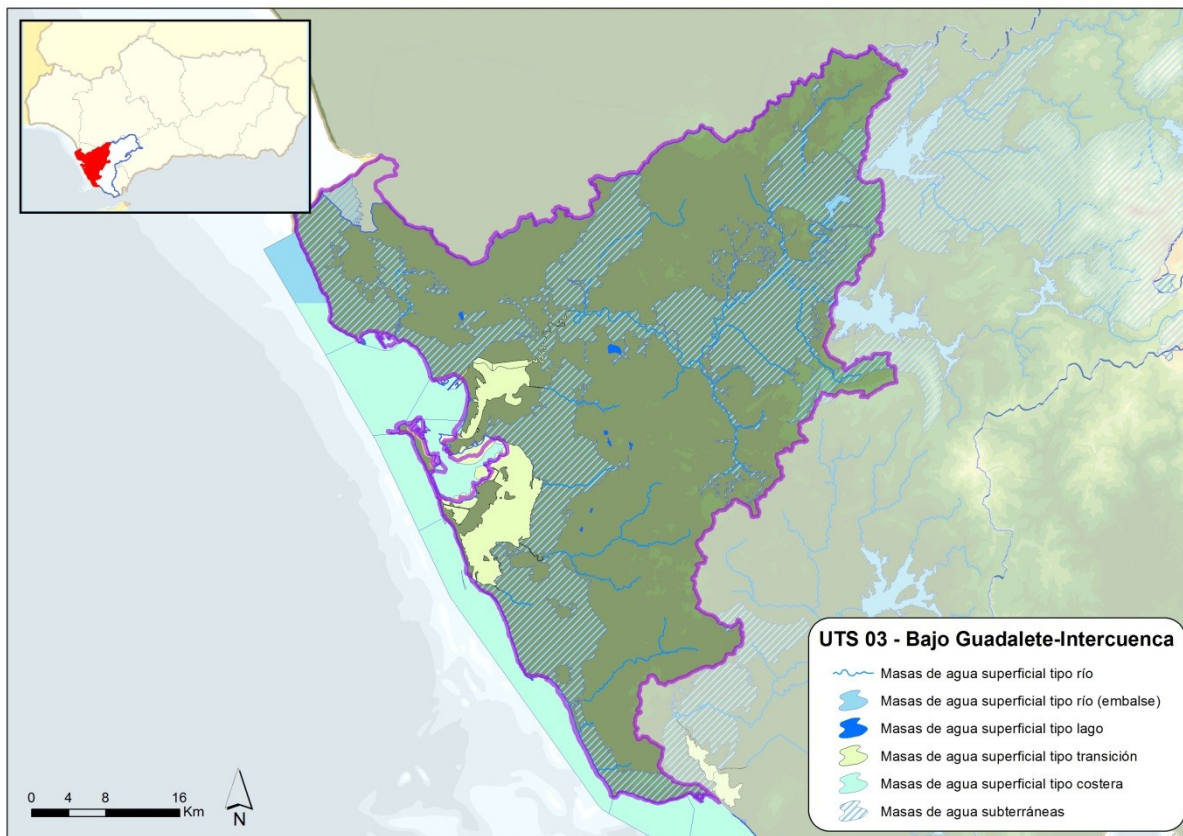 UTS 03 - Bajo Guadalete-Intercuenca
Masas de agua superficial tipo río
Masas de agua superficial tipo río (embalse)
Masas de agua superficial tipo lago
Masas de agua superficial tipo transición
Masas de agua superficial tipo costera
Masas de agua subterráneas
0 4 8 16
Km
N